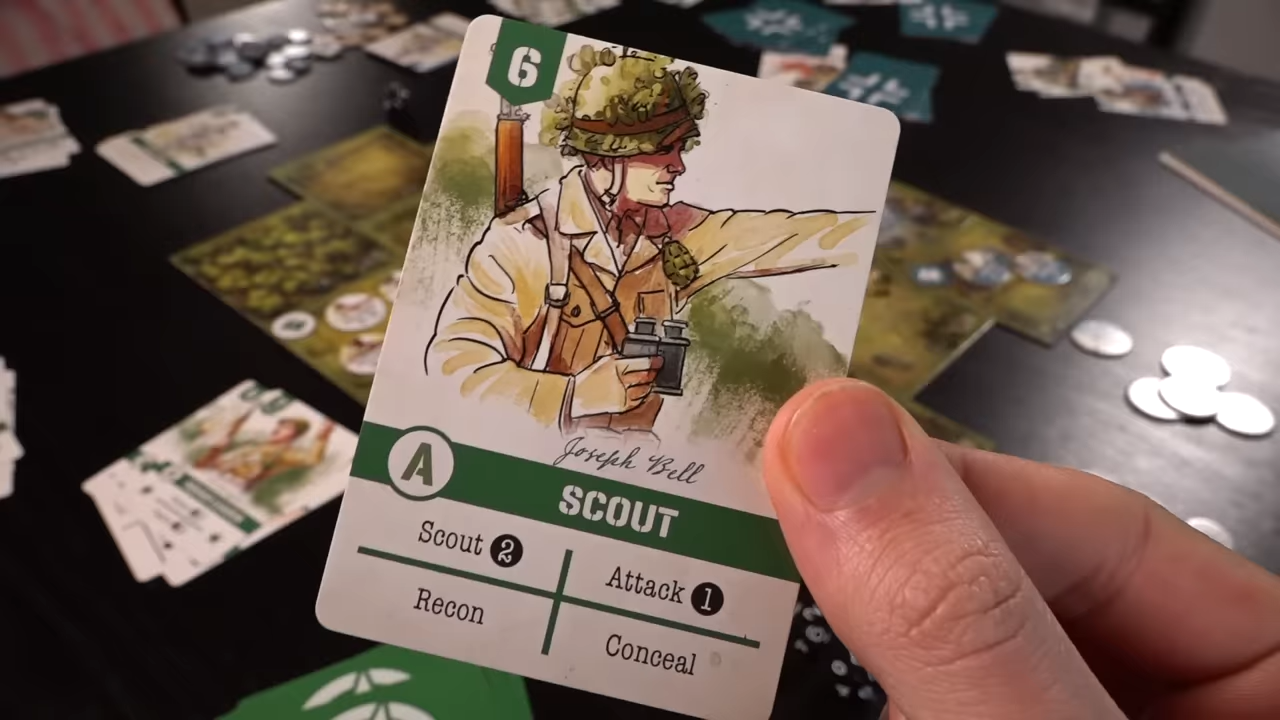 6
Joseph Bell
A
SCOUT
Scout 2
Attack 1
Recon
Conceal